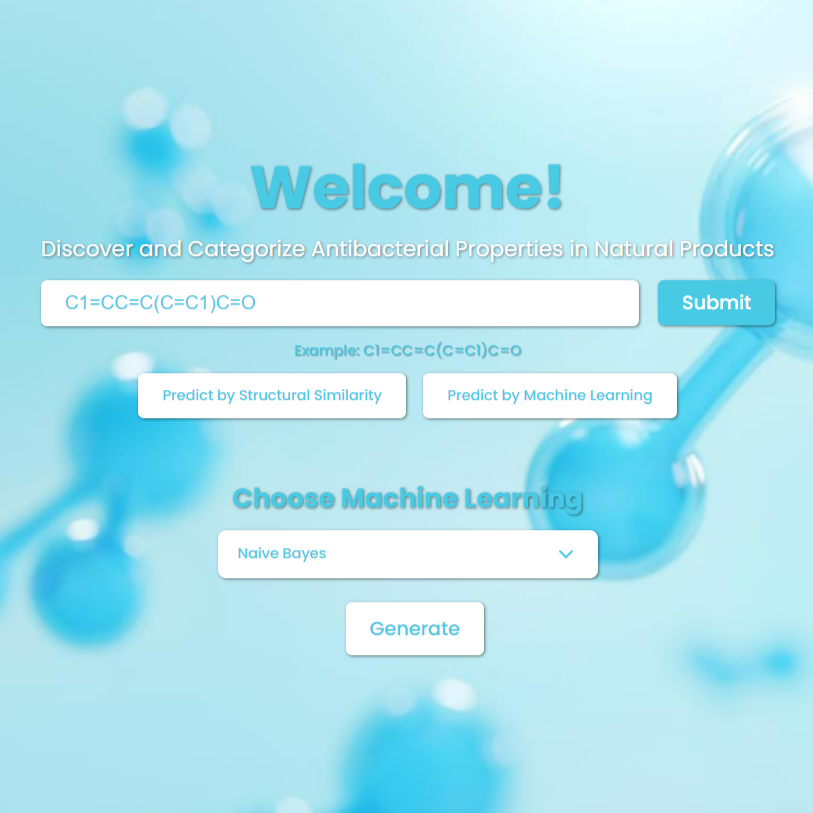 Welcome!
Discover and Categorize Antibacterial Properties in Natural Products
C1=CC=C(C=C1)C=O
Submit
Example: C1=CC=C(C=C1)C=O
Predict by Structural Similarity
Predict by Machine Learning
Choose Machine Learning
Naive Bayes
Generate